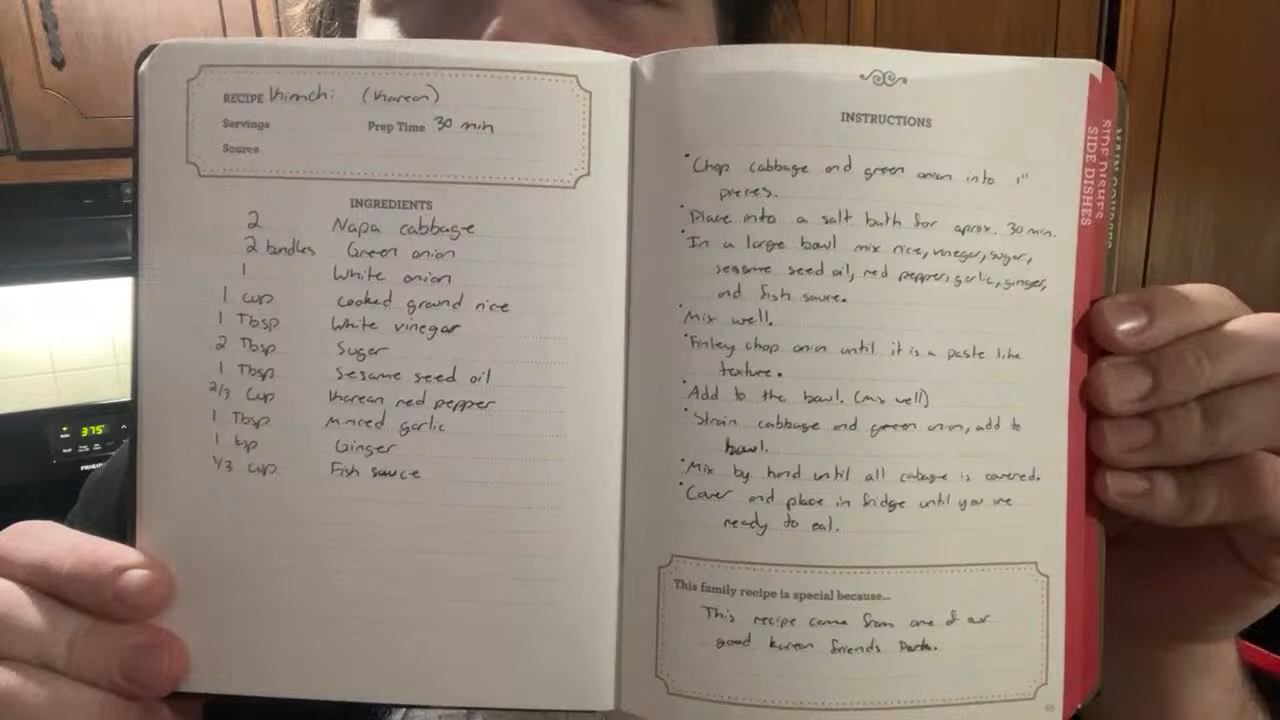 RECIPE Kimchi (Korean)
Servings Prep Time 30 min
Source
INGREDIENTS
2 Napa cabbage
2 bundles Green onion
1 White onion
1 cup cooked ground rice
1 Tbsp White vinegar
2 Tbsp Sugar
1 Tbsp Sesame seed oil
2/3 Cup Korean red pepper
1 Tbsp minced garlic
1 tsp Ginger
1/3 cup Fish sauce
INSTRUCTIONS
·Chop cabbage and green onion into 1"
pieces.
·Place into a salt bath for aprox. 30 min.
·In a large bowl mix rice, vinegar, sugar,
sesame seed oil, red pepper, garlic, ginger,
and fish sauce.
·Mix well.
·Finley chop onion until it is a paste like
texture.
·Add to the bowl. (mix well)
·Strain cabbage and green onion, add to
bowl.
·Mix by hand until all cabage is covered.
·Cover and place in fridge until you are
ready to eat.
This family recipe is special because...
This recipe came from one of our
good Korean friends
SIDE DISHES
SIDE DISHES
375